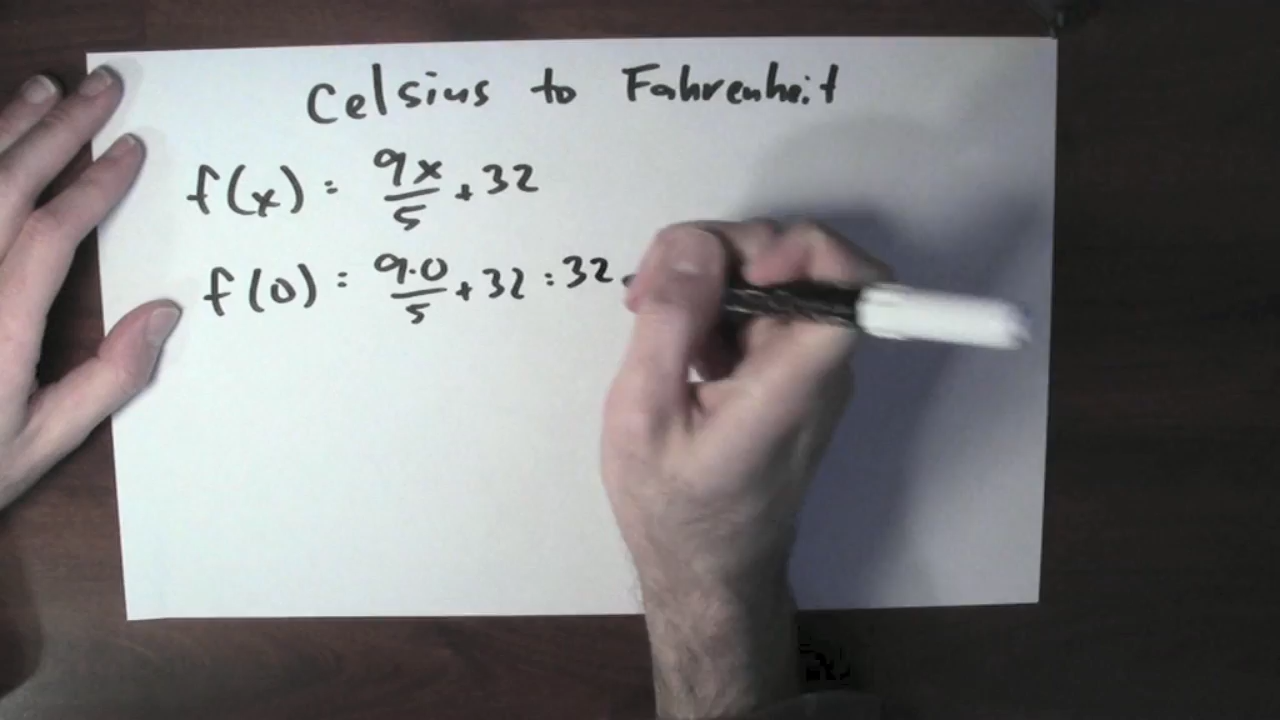 Celsius to Fahrenheit
f(x) = 9x/5 + 32
f(0) = 9·0/5 + 32 = 32